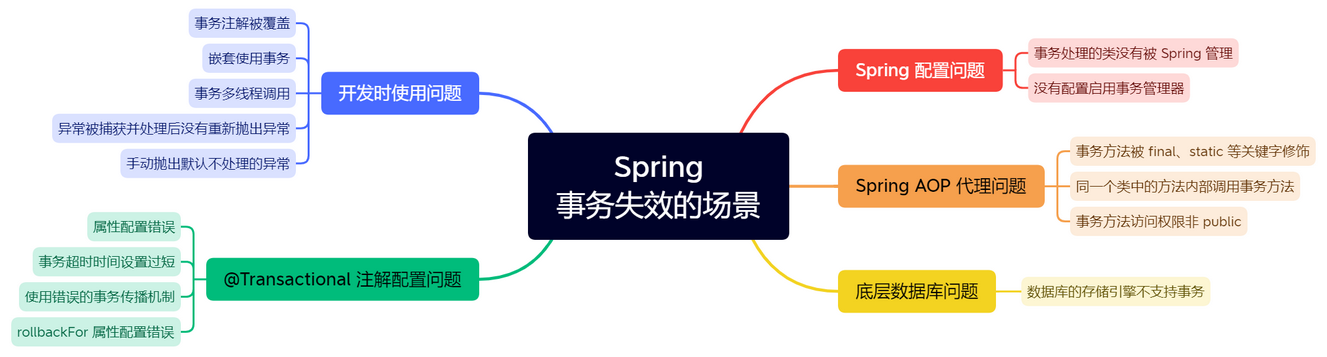 Spring
事务失效的场景
Spring 配置问题
事务处理的类没有被 Spring 管理
没有配置启用事务管理器
Spring AOP 代理问题
事务方法被 final、static 等关键字修饰
同一个类中的方法内部调用事务方法
事务方法访问权限非 public
底层数据库问题
数据库的存储引擎不支持事务
开发时使用问题
事务注解被覆盖
嵌套使用事务
事务多线程调用
异常被捕获并处理后没有重新抛出异常
手动抛出默认不处理的异常
@Transactional 注解配置问题
属性配置错误
事务超时时间设置过短
使用错误的事务传播机制
rollbackFor 属性配置错误